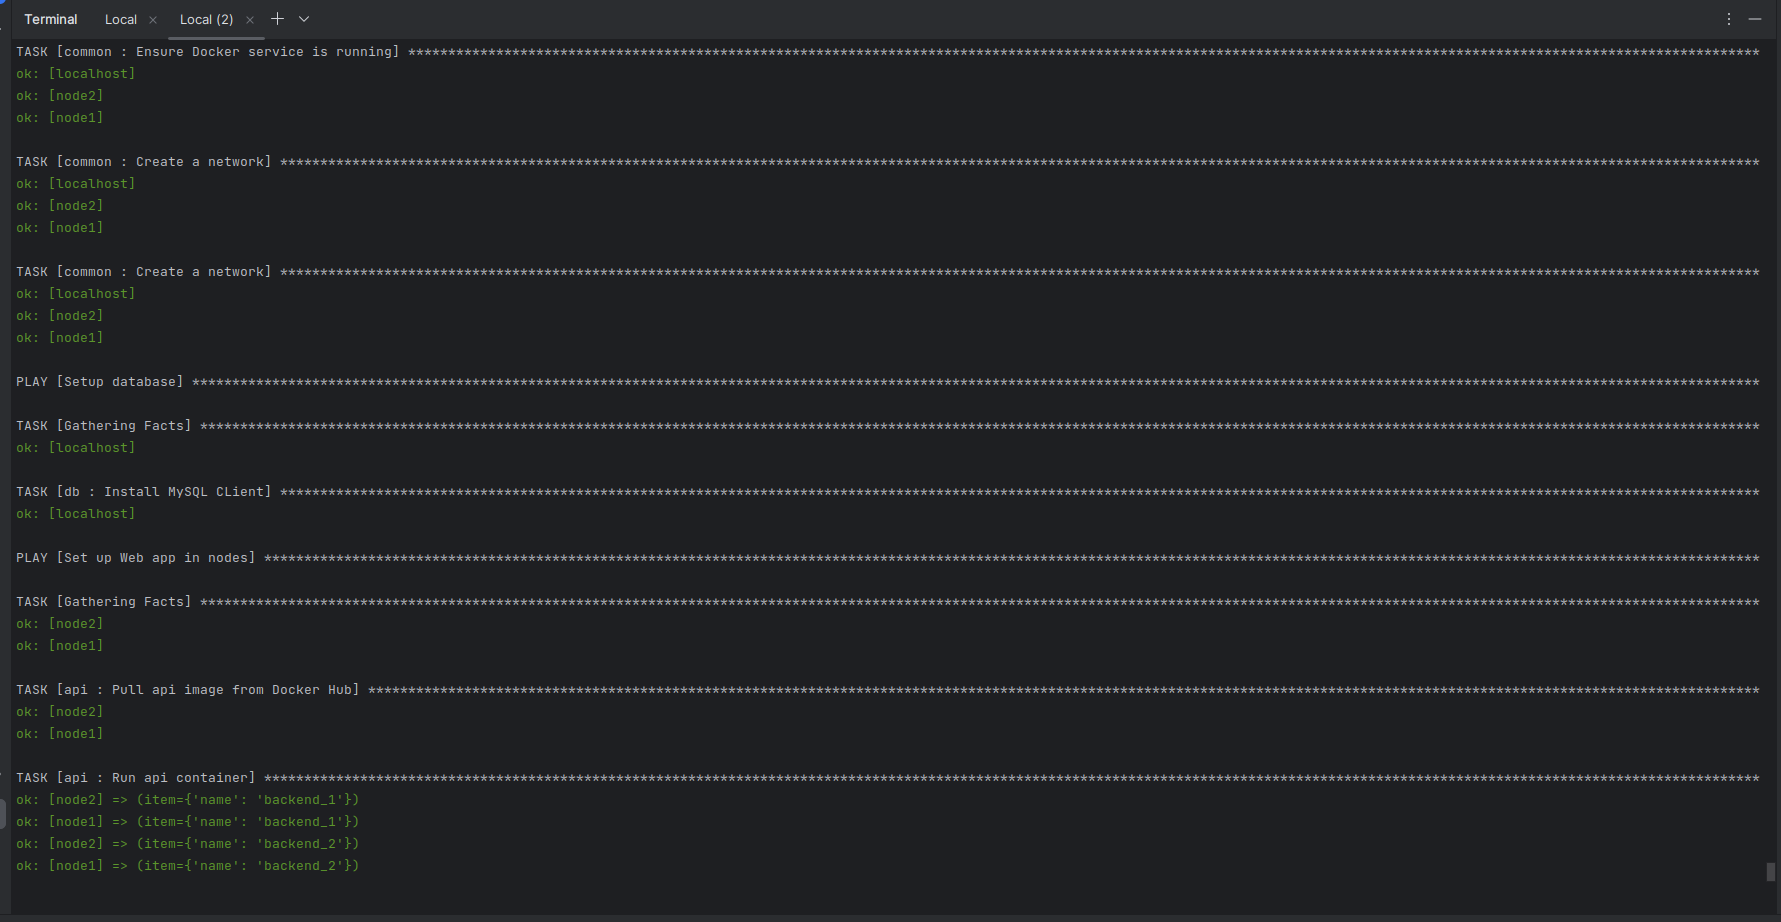 Terminal Local × Local (2) ×
TASK [common : Ensure Docker service is running] *************************************************************************************************************************************************************************
ok: [localhost]
ok: [node2]
ok: [node1]
TASK [common : Create a network] *****************************************************************************************************************************************************************************************
ok: [localhost]
ok: [node2]
ok: [node1]
TASK [common : Create a network] *****************************************************************************************************************************************************************************************
ok: [localhost]
ok: [node2]
ok: [node1]
PLAY [Setup database] ****************************************************************************************************************************************************************************************************
TASK [Gathering Facts] ***************************************************************************************************************************************************************************************************
ok: [localhost]
TASK [db : Install MySQL CLient] *****************************************************************************************************************************************************************************************
ok: [localhost]
PLAY [Set up Web app in nodes] *******************************************************************************************************************************************************************************************
TASK [Gathering Facts] ***************************************************************************************************************************************************************************************************
ok: [node2]
ok: [node1]
TASK [api : Pull api image from Docker Hub] ******************************************************************************************************************************************************************************
ok: [node2]
ok: [node1]
TASK [api : Run api container] *******************************************************************************************************************************************************************************************
ok: [node2] => (item={'name': 'backend_1'})
ok: [node1] => (item={'name': 'backend_1'})
ok: [node2] => (item={'name': 'backend_2'})
ok: [node1] => (item={'name': 'backend_2'})